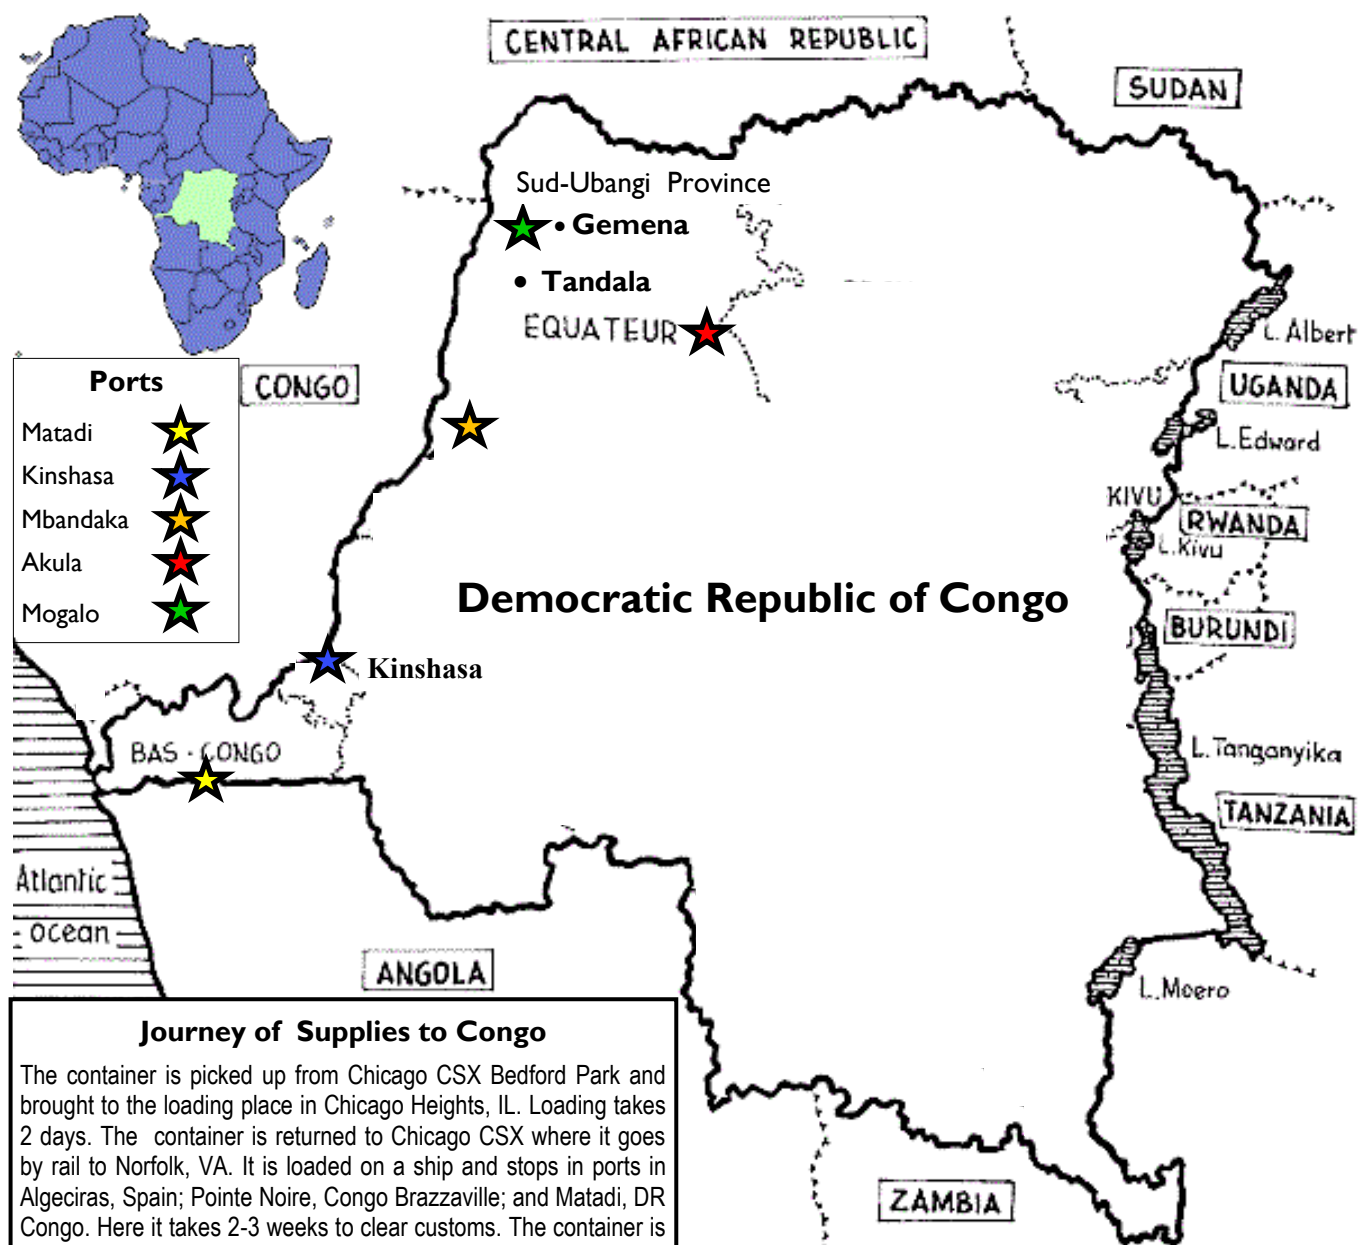 CENTRAL AFRICAN REPUBLIC
SUDAN
Sud-Ubangi Province
Gemena
Tandala
EQUATEUR
L. Albert
CONGO
UGANDA
Ports
Matadi
Kinshasa
Mbandaka
Akula
Mogalo
L. Edward
KIVU
RWANDA
L. Kivu
Democratic Republic of Congo
BURUNDI
Kinshasa
BAS-CONGO
L. Tanganyika
TANZANIA
Atlantic
ocean
ANGOLA
L. Moero
Journey of Supplies to Congo
The container is picked up from Chicago CSX Bedford Park and
brought to the loading place in Chicago Heights, IL. Loading takes
2 days. The container is returned to Chicago CSX where it goes
by rail to Norfolk, VA. It is loaded on a ship and stops in ports in
Algeciras, Spain; Pointe Noire, Congo Brazzaville; and Matadi, DR
Congo. Here it takes 2-3 weeks to clear customs. The container is
ZAMBIA